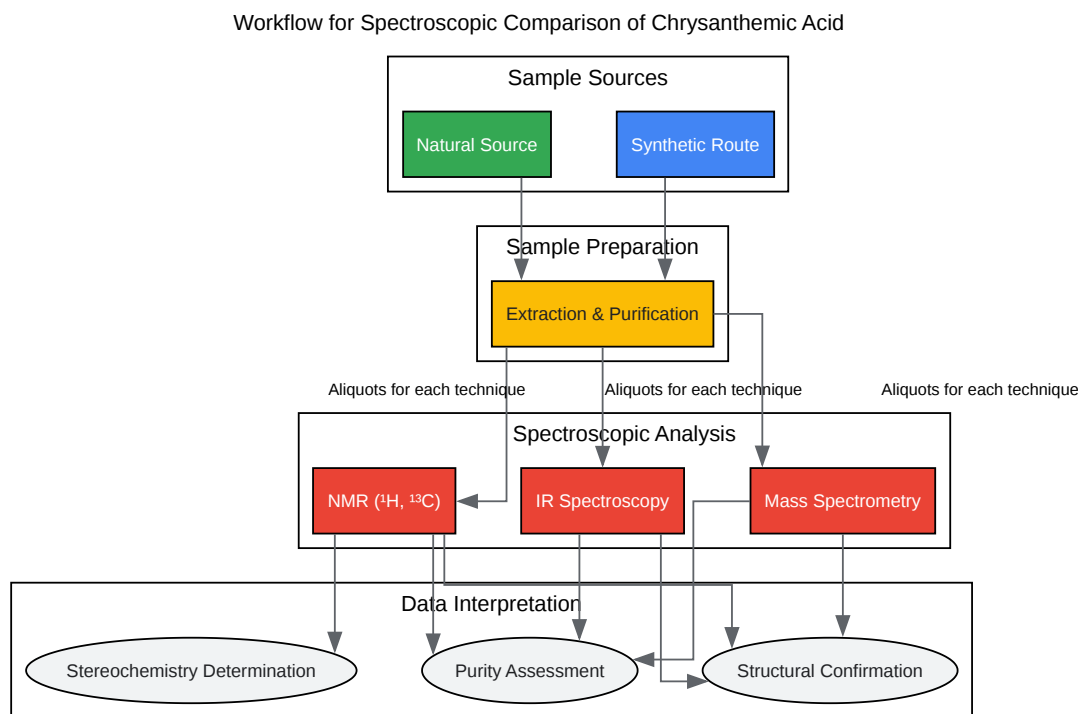 Workflow for Spectroscopic Comparison of Chrysanthemic Acid
Sample Sources
Natural Source
Synthetic Route
Sample Preparation
Extraction & Purification
Aliquots for each technique
Aliquots for each technique
Aliquots for each technique
Spectroscopic Analysis
NMR (¹H, ¹³C)
IR Spectroscopy
Mass Spectrometry
Data Interpretation
Stereochemistry Determination
Purity Assessment
Structural Confirmation